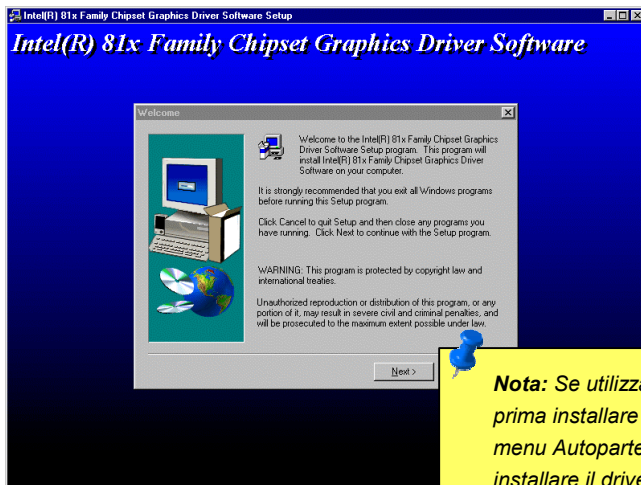 Intel(R) 81x Family Chipset Graphics Driver Software Setup
Intel(R) 81x Family Chipset Graphics Driver Software
Welcome
Welcome to the Intel(R) 81x Family Chipset Graphics
Driver Software Setup program. This program will
install Intel(R) 81x Family Chipset Graphics Driver
Software on your computer.
It is strongly recommended that you exit all Windows programs
before running this Setup program.
Click Cancel to quit Setup and then close any programs you
have running. Click Next to continue with the Setup program.
WARNING: This program is protected by copyright law and
international treaties.
Unauthorized reproduction or distribution of this program, or any
portion of it, may result in severe civil and criminal penalties, and
will be prosecuted to the maximum extent possible under law.
Next >
Nota: Se utilizza
prima installare
menu Autoparte
installare il drive